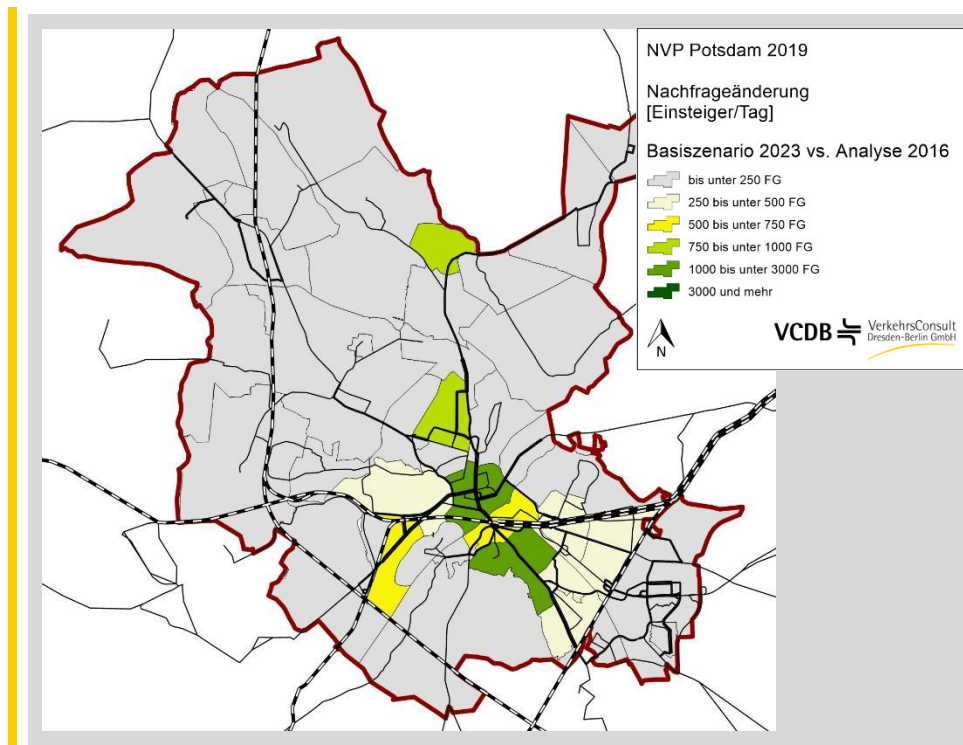 NVP Potsdam 2019
Nachfrageänderung
[Einsteiger/Tag]
Basiszenario 2023 vs. Analyse 2016
bis unter 250 FG
250 bis unter 500 FG
500 bis unter 750 FG
750 bis unter 1000 FG
1000 bis unter 3000 FG
3000 und mehr
N
VCDB VerkehrsConsult
Dresden-Berlin GmbH